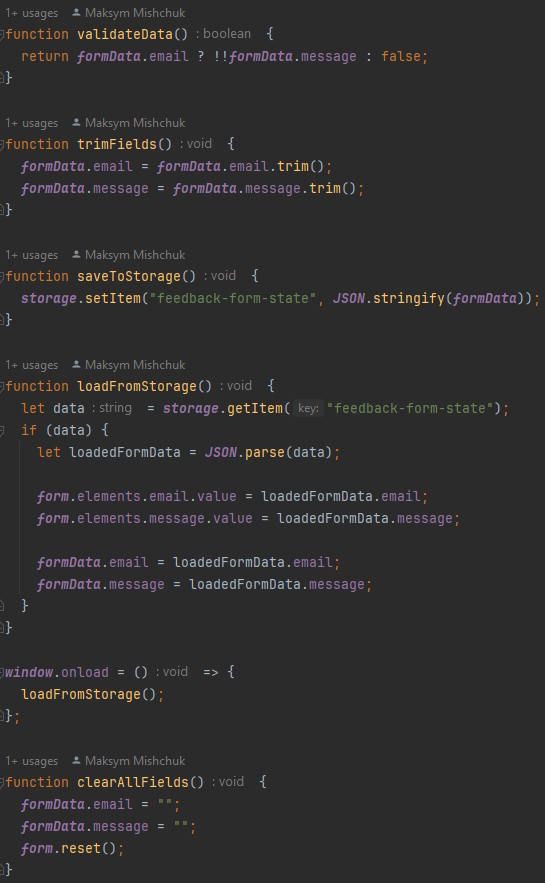 1+ usages Maksym Mishchuk
function validateData() : boolean {
  return formData.email ? !!formData.message : false;
}

1+ usages Maksym Mishchuk
function trimFields() : void {
  formData.email = formData.email.trim();
  formData.message = formData.message.trim();
}

1+ usages Maksym Mishchuk
function saveToStorage() : void {
  storage.setItem("feedback-form-state", JSON.stringify(formData));
}

1+ usages Maksym Mishchuk
function loadFromStorage() : void {
  let data : string = storage.getItem( key: "feedback-form-state");
  if (data) {
    let loadedFormData = JSON.parse(data);

    form.elements.email.value = loadedFormData.email;
    form.elements.message.value = loadedFormData.message;

    formData.email = loadedFormData.email;
    formData.message = loadedFormData.message;
  }
}

window.onload = () : void => {
  loadFromStorage();
};

1+ usages Maksym Mishchuk
function clearAllFields() : void {
  formData.email = "";
  formData.message = "";
  form.reset();
}